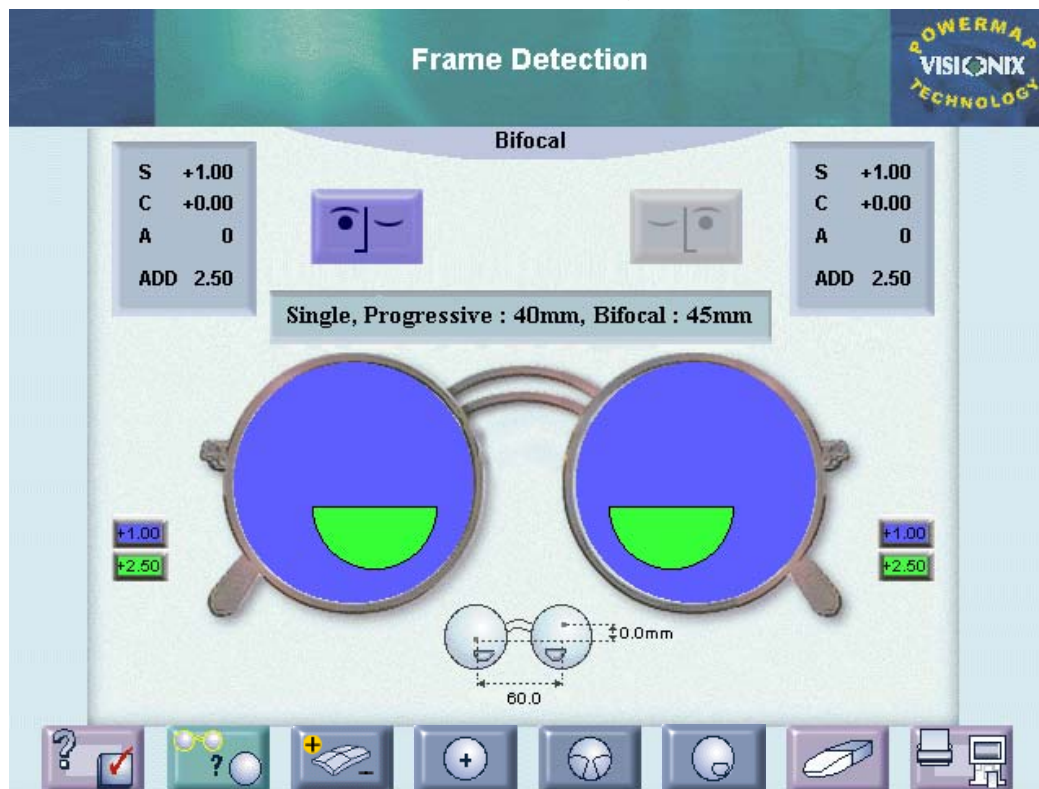 Frame Detection
POWERMAP
VISIONIX
TECHNOLOGY
Bifocal
S +1.00
C +0.00
A 0
ADD 2.50
S +1.00
C +0.00
A 0
ADD 2.50
Single, Progressive : 40mm, Bifocal : 45mm
+1.00
+2.50
+1.00
+2.50
0.0mm
60.0
?
?
+
-
+